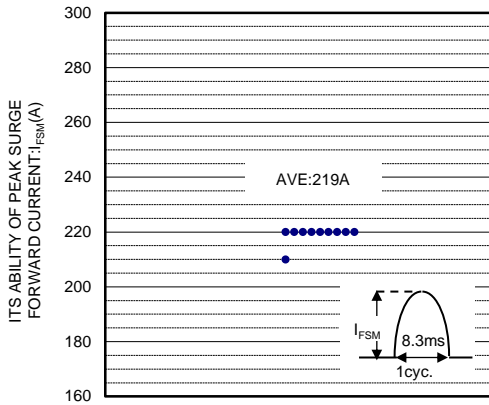 ITS ABILITY OF PEAK SURGE
FORWARD CURRENT:IFSM(A)
300
280
260
240
220
200
180
160
AVE:219A
IFSM
8.3ms
1cyc.